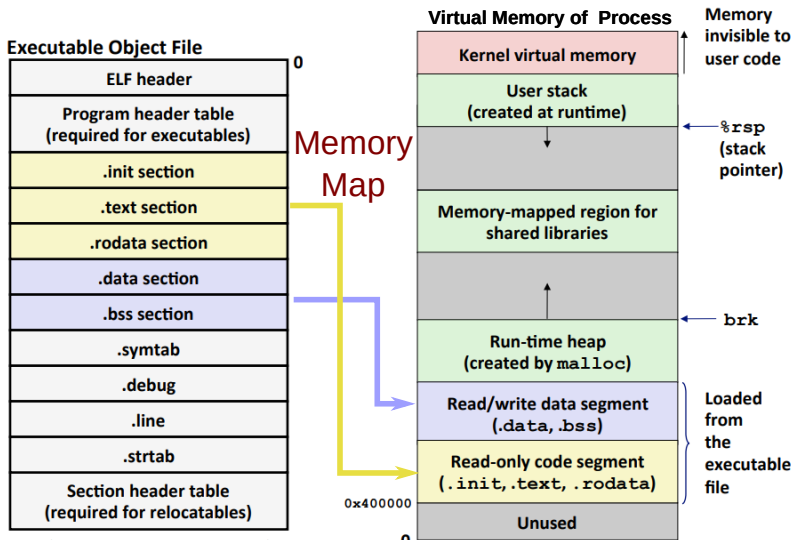 Executable Object File
0
ELF header
Program header table
(required for executables)
.init section
.text section
.rodata section
.data section
.bss section
.symtab
.debug
.line
.strtab
Section header table
(required for relocatables)
Memory
Map
Virtual Memory of Process
Kernel virtual memory
User stack
(created at runtime)
Memory-mapped region for
shared libraries
Run-time heap
(created by malloc)
Read/write data segment
(.data, .bss)
Read-only code segment
(.init, .text, .rodata)
0x400000
Unused
0
Memory
invisible to
user code
%rsp
(stack
pointer)
brk
Loaded
from
the
executable
file